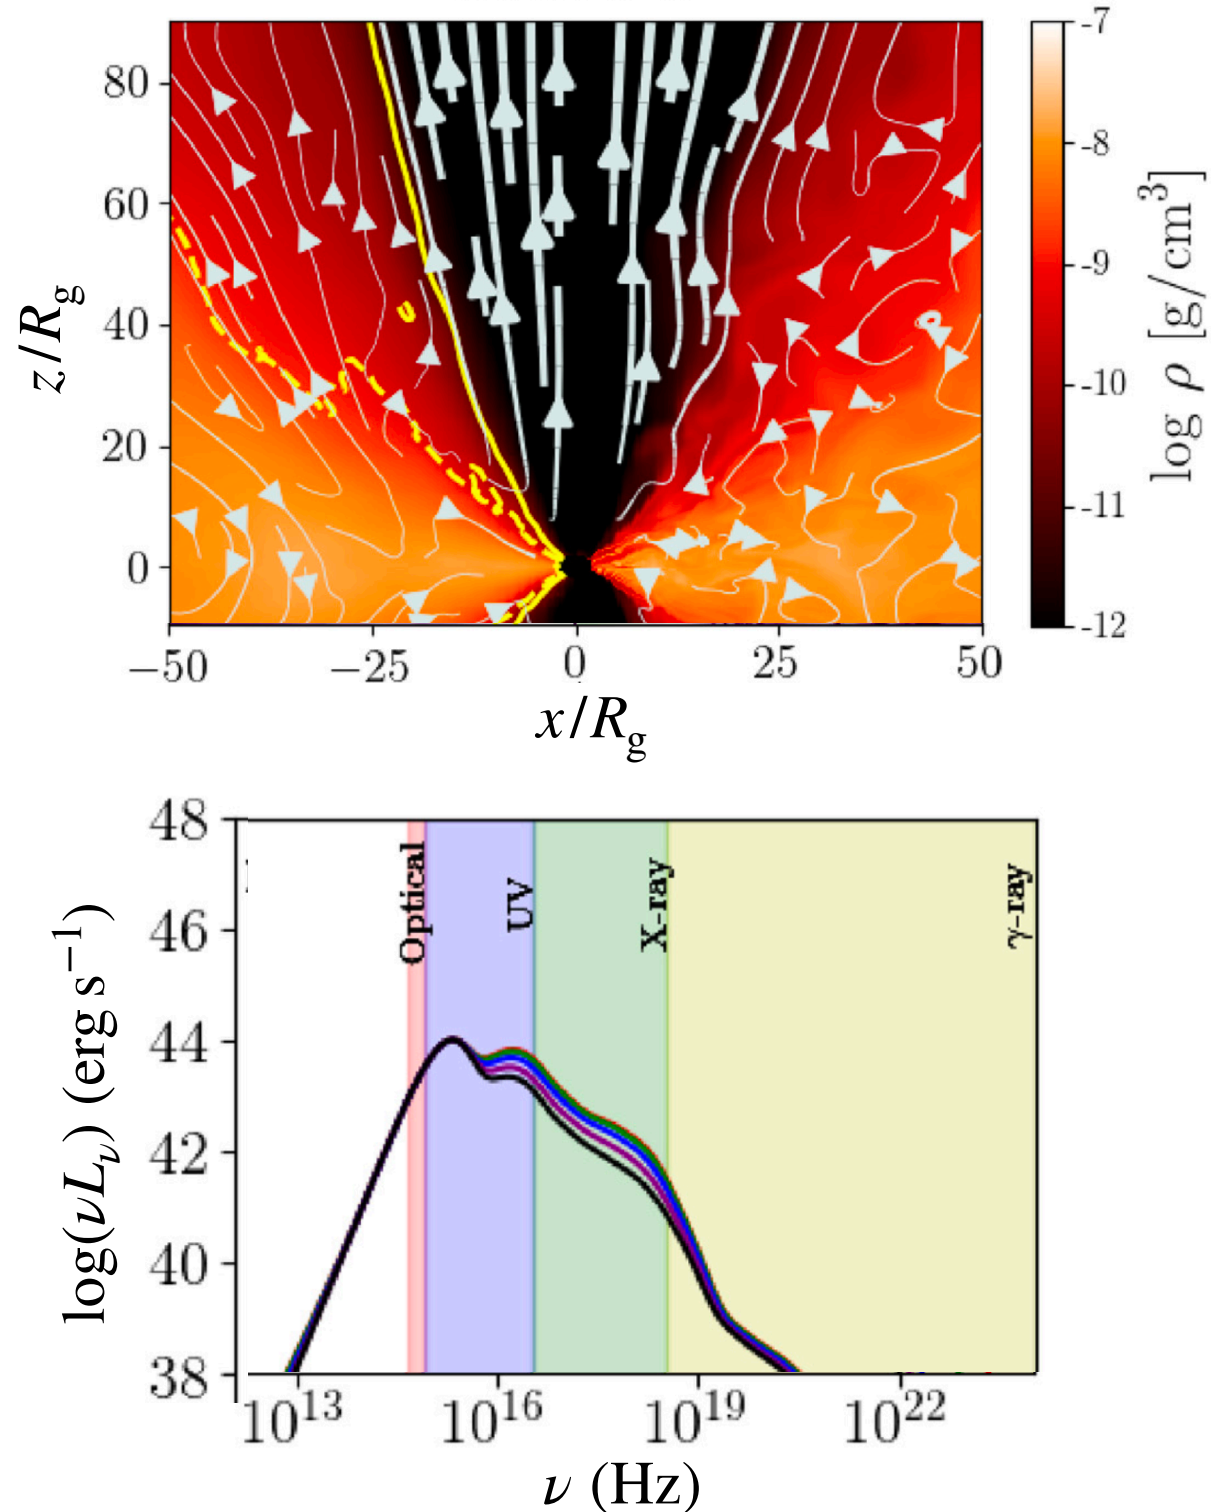 80
60
40
20
0
z/R_g
−50
−25
0
25
50
x/R_g
-7
-8
-9
-10
-11
-12
log ρ [g/cm³]
48
46
44
42
40
38
log(νL_ν) (erg s⁻¹)
Optical
UV
X-ray
γ-ray
10¹³
10¹⁶
10¹⁹
10²²
ν (Hz)